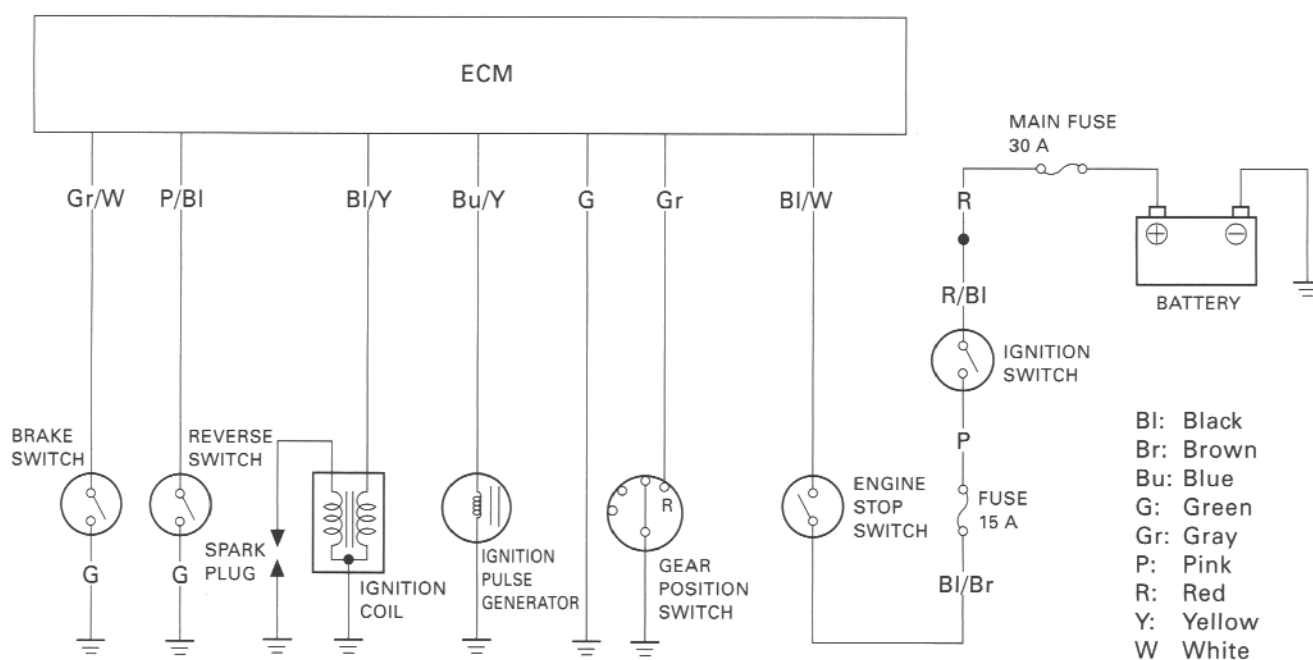 ECM
MAIN FUSE
30 A
Gr/W
P/Bl
Bl/Y
Bu/Y
G
Gr
Bl/W
R
R/Bl
BATTERY
IGNITION
SWITCH
P
FUSE
15 A
Bl/Br
BRAKE
SWITCH
G
REVERSE
SWITCH
G
SPARK
PLUG
IGNITION
COIL
IGNITION
PULSE
GENERATOR
R
GEAR
POSITION
SWITCH
ENGINE
STOP
SWITCH
Bl: Black
Br: Brown
Bu: Blue
G: Green
Gr: Gray
P: Pink
R: Red
Y: Yellow
W White